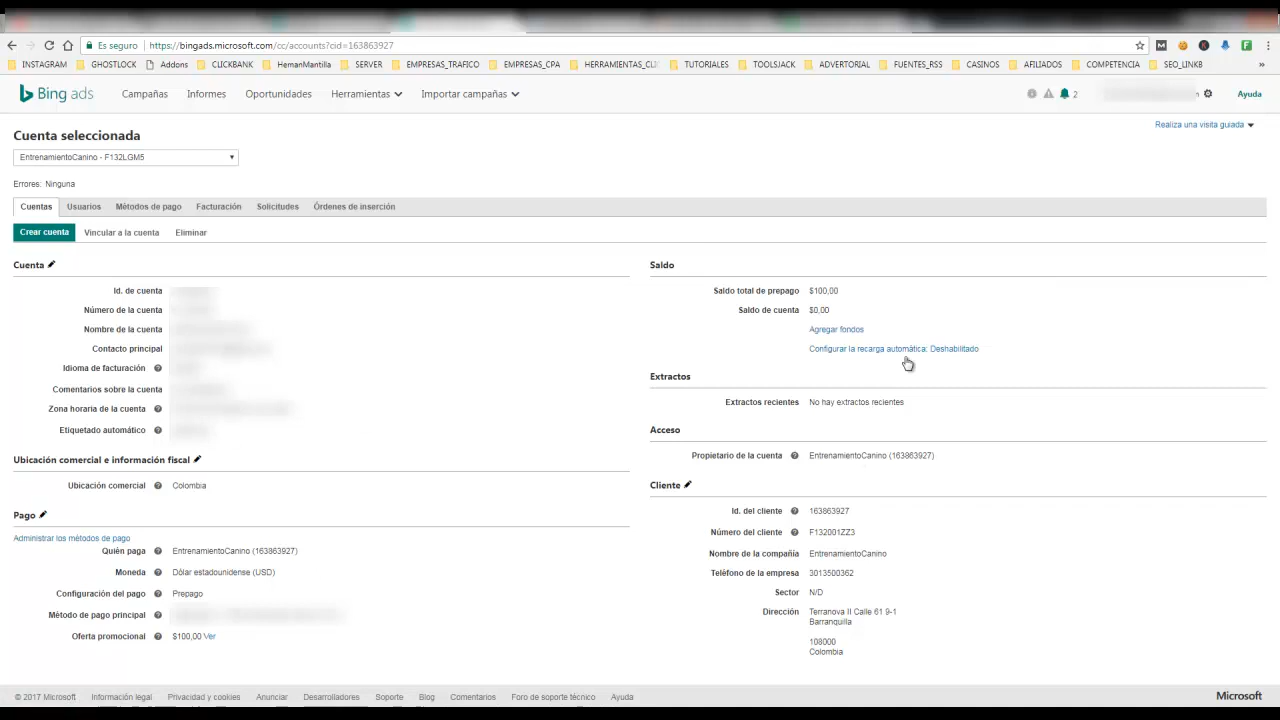 Es seguro https://bingads.microsoft.com/cc/accounts?cid=163863927
INSTAGRAM GHOSTLOCK Addons CLICKBANK HernanMantilla SERVER EMPRESAS_TRAFICO EMPRESAS_CPA HERRAMIENTAS_CLI TUTORIALES TOOLSJACK ADVERTORIAL FUENTES_RSS CASINOS AFILIADOS COMPETENCIA SEO_LINKB »
Bing ads Campañas Informes Oportunidades Herramientas Importar campañas 2 Ayuda
Realiza una visita guiada
Cuenta seleccionada
EntrenamientoCanino - F132LGM5
Errores: Ninguna
Cuentas Usuarios Métodos de pago Facturación Solicitudes Órdenes de inserción
Crear cuenta Vincular a la cuenta Eliminar
Cuenta
Id. de cuenta
Número de la cuenta
Nombre de la cuenta
Contacto principal
Idioma de facturación
Comentarios sobre la cuenta
Zona horaria de la cuenta
Etiquetado automático
Ubicación comercial e información fiscal
Ubicación comercial Colombia
Pago
Administrar los métodos de pago
Quién paga EntrenamientoCanino (163863927)
Moneda Dólar estadounidense (USD)
Configuración del pago Prepago
Método de pago principal
Oferta promocional $100,00 Ver
Saldo
Saldo total de prepago $100,00
Saldo de cuenta $0,00
Agregar fondos
Configurar la recarga automática: Deshabilitado
Extractos
Extractos recientes No hay extractos recientes
Acceso
Propietario de la cuenta EntrenamientoCanino (163863927)
Cliente
Id. del cliente 163863927
Número del cliente F132001ZZ3
Nombre de la compañía EntrenamientoCanino
Teléfono de la empresa 3013500362
Sector N/D
Dirección Terranova II Calle 61 9-1
Barranquilla
108000
Colombia
© 2017 Microsoft Información legal Privacidad y cookies Anunciar Desarrolladores Soporte Blog Comentarios Foro de soporte técnico Ayuda Microsoft